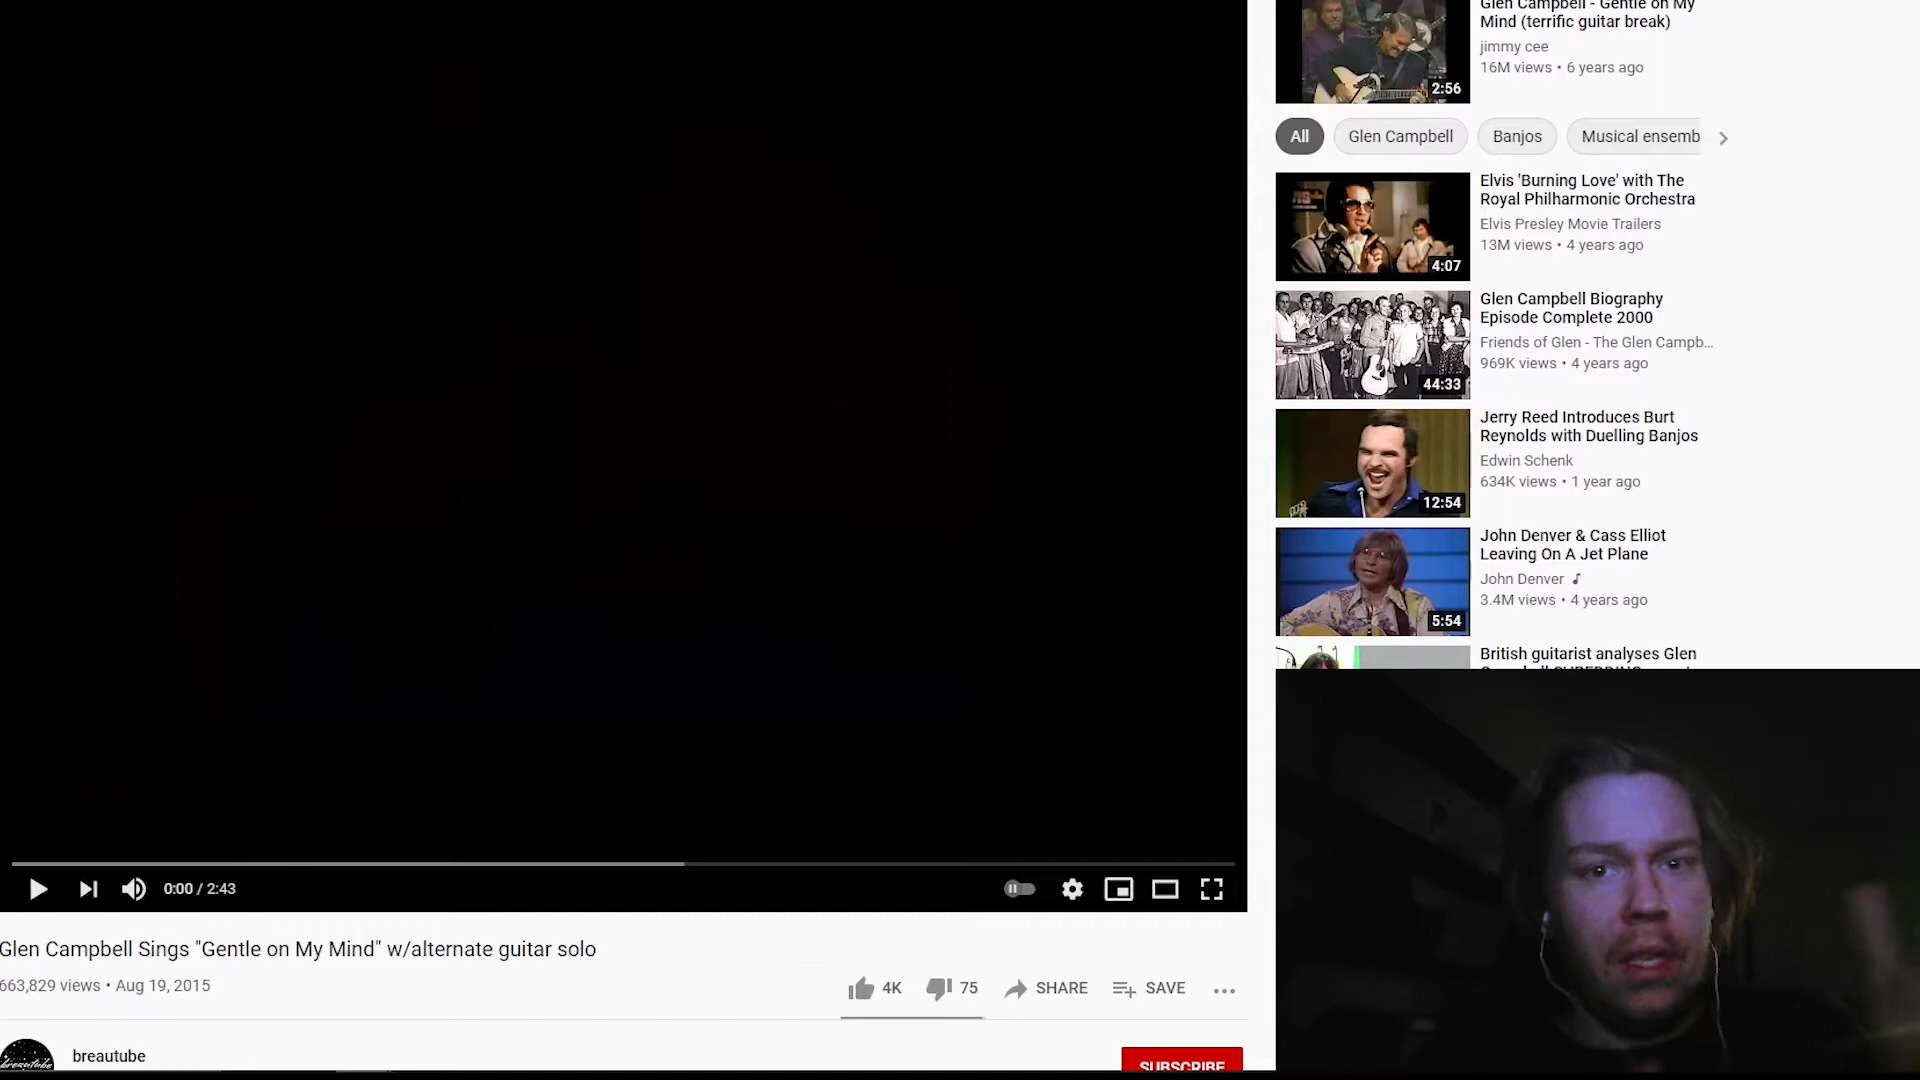 Glen Campbell - Gentle on My
Mind (terrific guitar break)
jimmy cee
16M views • 6 years ago
2:56
All
Glen Campbell
Banjos
Musical ensemb
Elvis 'Burning Love' with The
Royal Philharmonic Orchestra
Elvis Presley Movie Trailers
13M views • 4 years ago
4:07
Glen Campbell Biography
Episode Complete 2000
Friends of Glen - The Glen Campb...
969K views • 4 years ago
44:33
Jerry Reed Introduces Burt
Reynolds with Duelling Banjos
Edwin Schenk
634K views • 1 year ago
12:54
John Denver & Cass Elliot
Leaving On A Jet Plane
John Denver
3.4M views • 4 years ago
5:54
British guitarist analyses Glen
0:00 / 2:43
Glen Campbell Sings "Gentle on My Mind" w/alternate guitar solo
663,829 views • Aug 19, 2015
4K
75
SHARE
SAVE
breautube
breautube
SUBSCRIBE